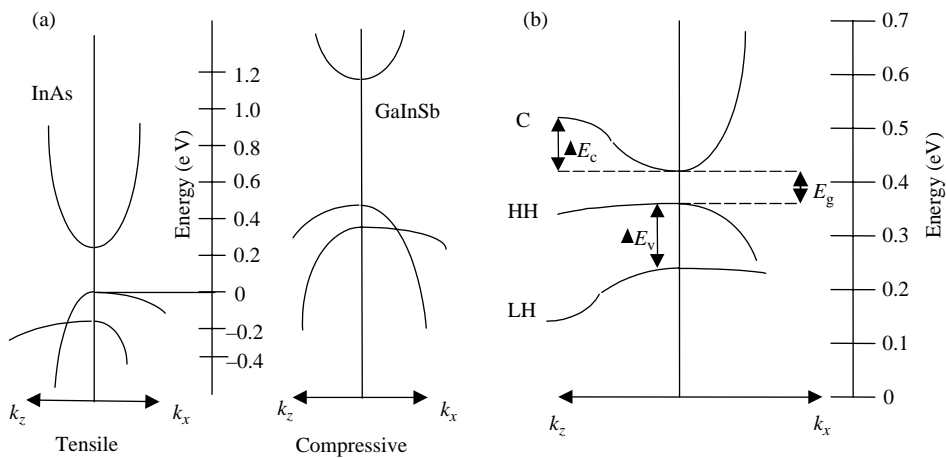 (a)
InAs
GaInSb
Energy (eV)
1.2
1.0
0.8
0.6
0.4
0.2
0
–0.2
–0.4
k_z
k_x
Tensile
k_z
k_x
Compressive
(b)
C
ΔE_c
HH
ΔE_v
LH
E_g
Energy (eV)
0.7
0.6
0.5
0.4
0.3
0.2
0.1
0
k_z
k_x